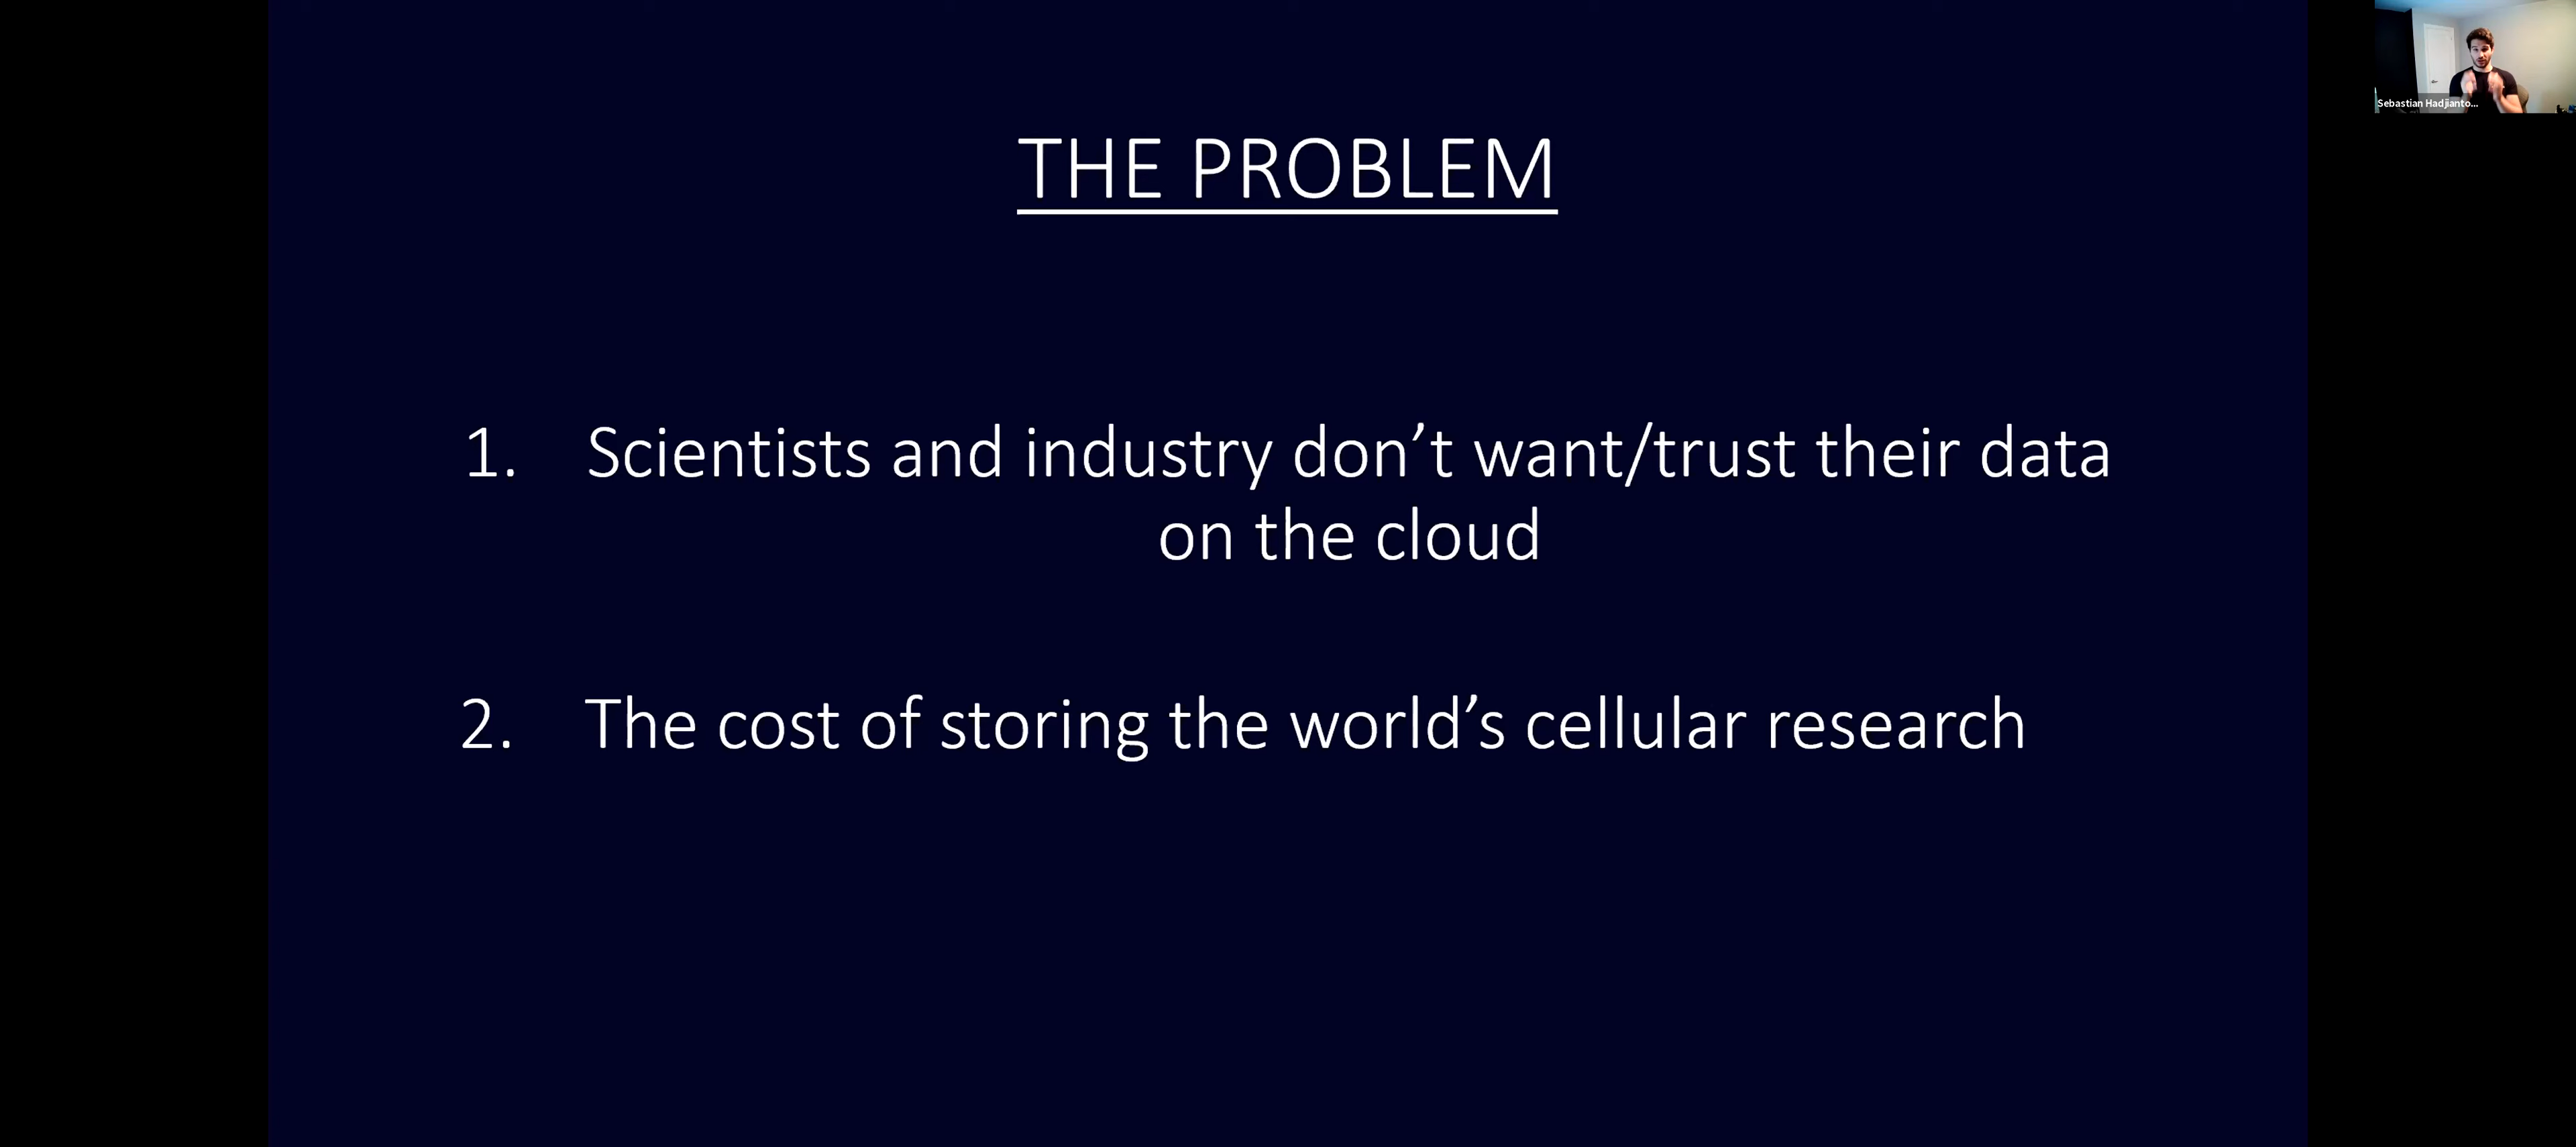 THE PROBLEM
1. Scientists and industry don’t want/trust their data
on the cloud
2. The cost of storing the world’s cellular research
Sebastian Hadjianto...